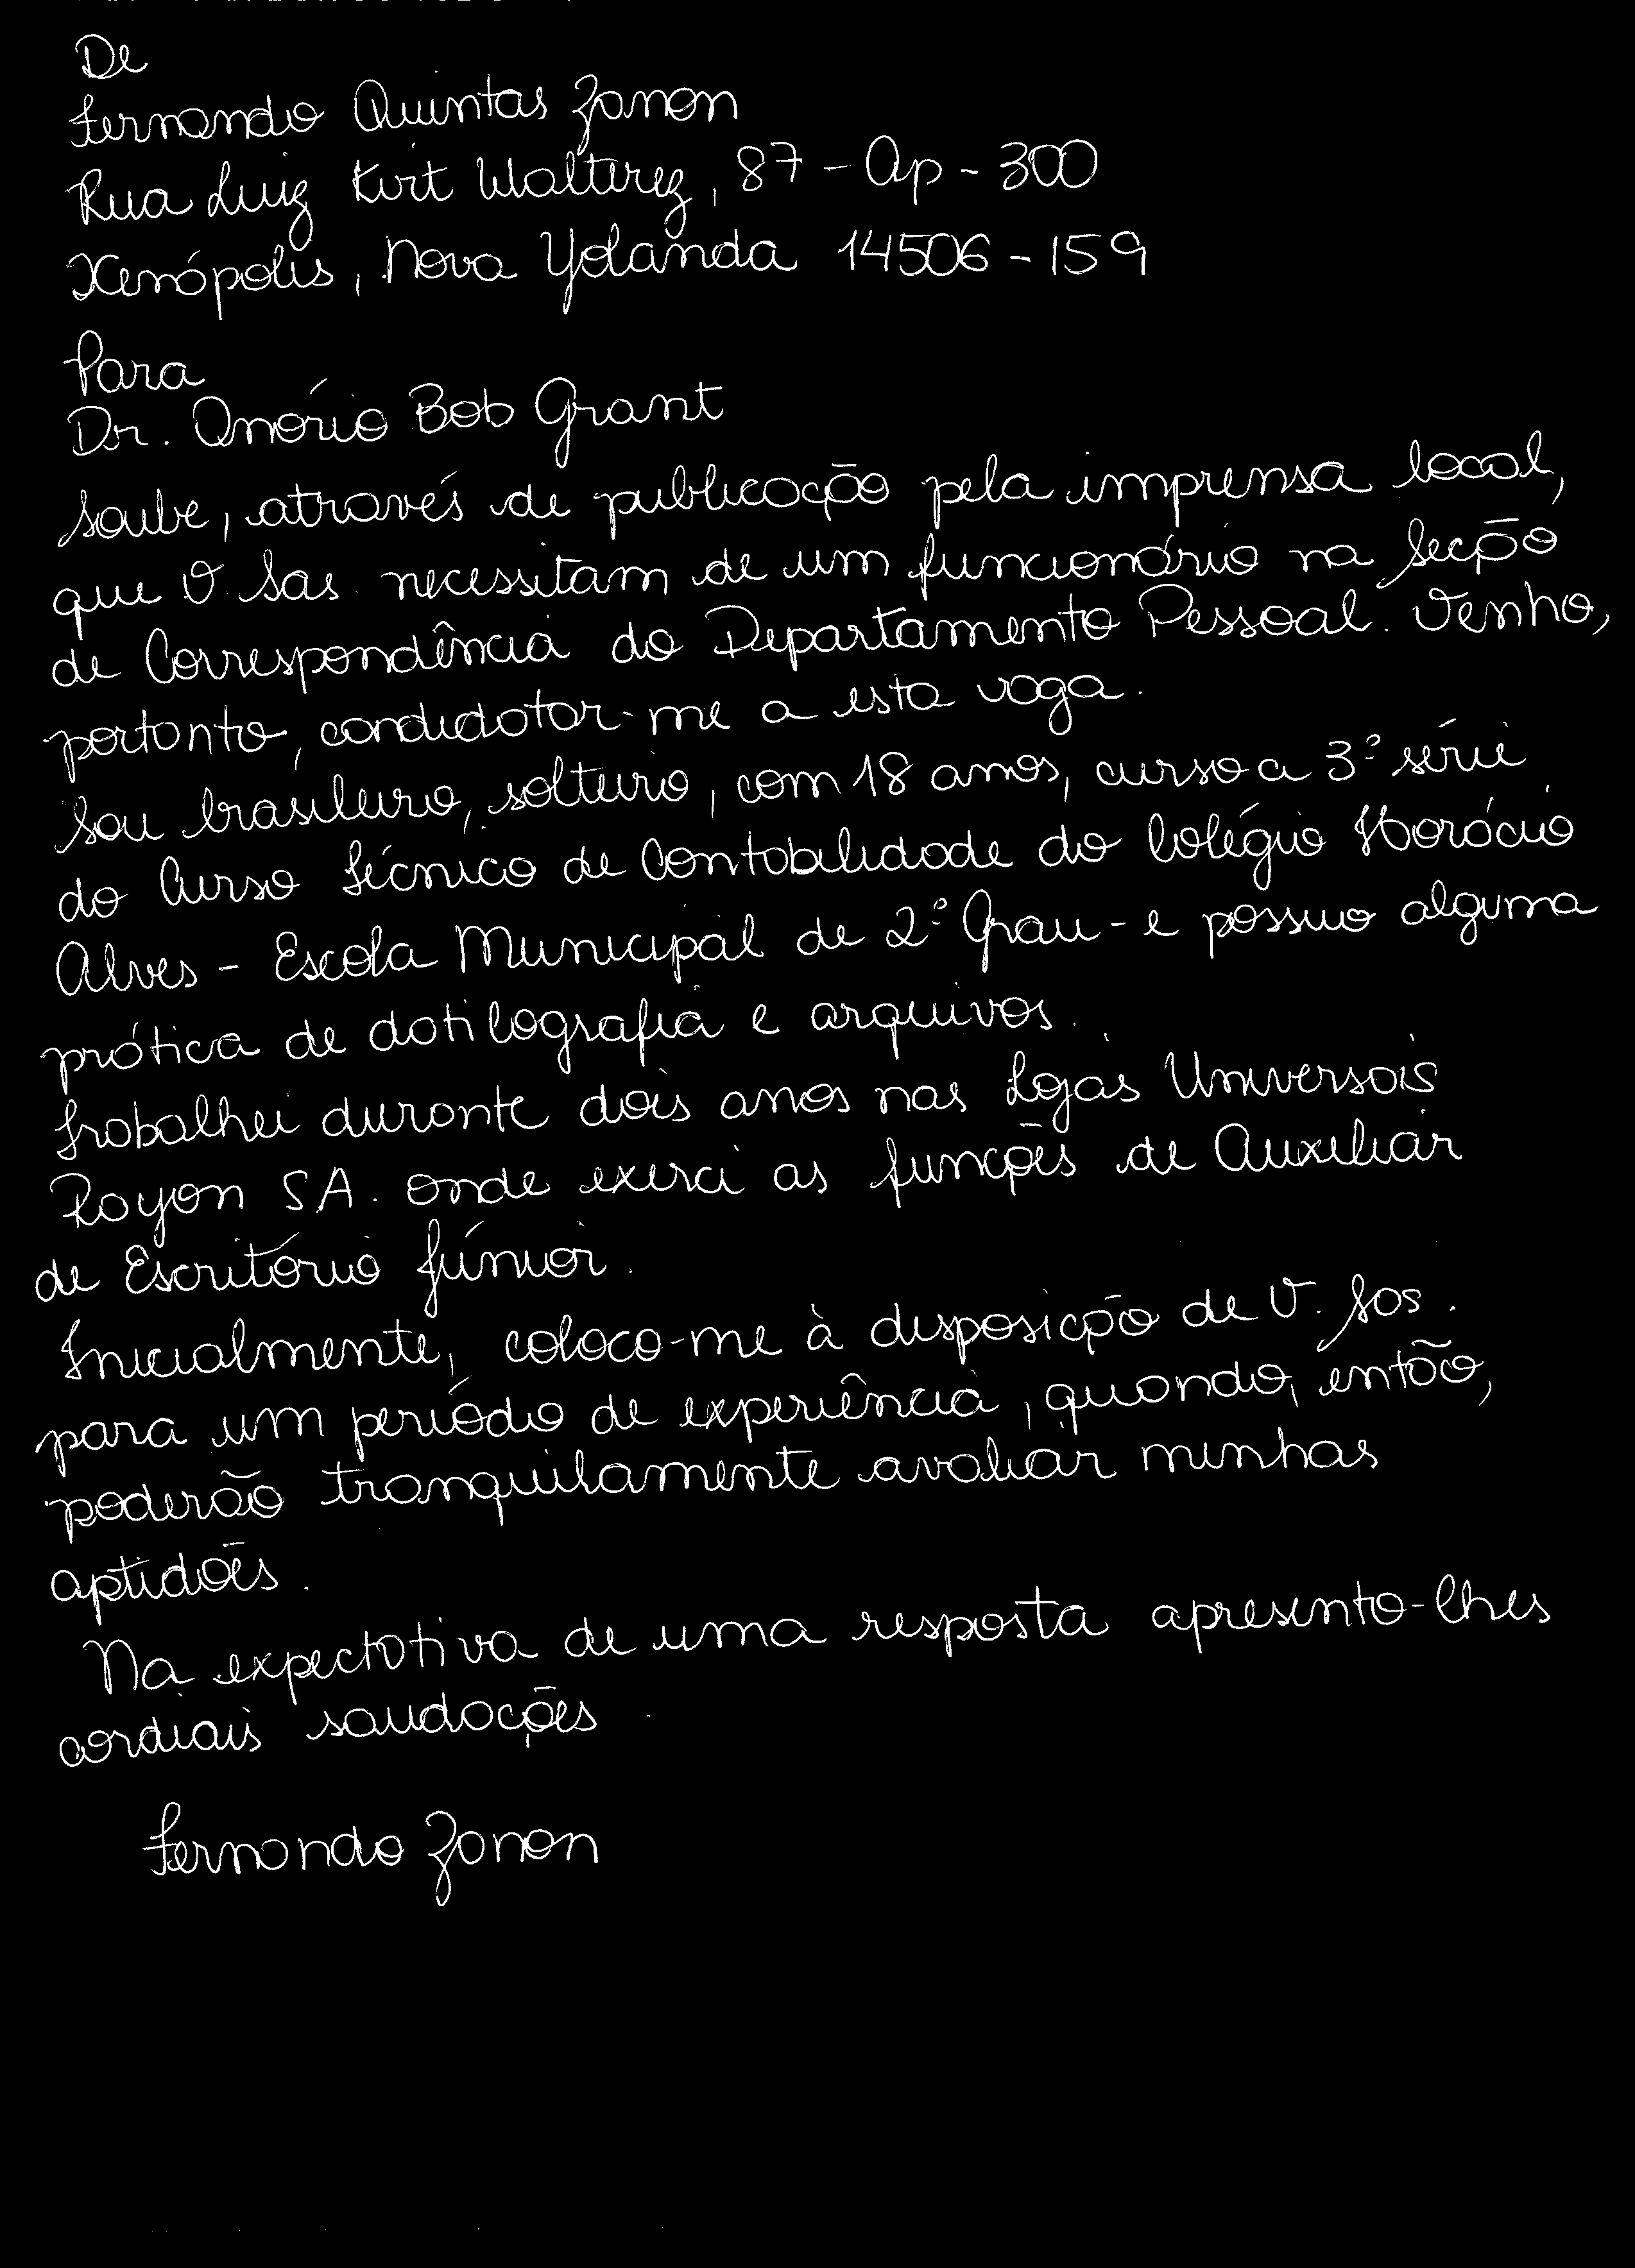 De
Fernando Quintas Zanon
Rua Luiz Kirt Walterez, 87 - Ap - 300
Xenópolis, Nova Yolanda 14506-159
Para
Dr. Onório Bob Grant
Soube, através de publicação pela imprensa local,
que V. Sas. necessitam de um funcionário na Secção
de Correspondência do Departamento Pessoal. Venho,
portanto, candidatar-me a esta vaga.
Sou brasileiro, solteiro, com 18 anos, curso a 3ª série
do Curso Técnico de Contabilidade do Colégio Horácio
Alves - Escola Municipal de 2º Grau - e possuo alguma
prática de datilografia e arquivos.
Trabalhei durante dois anos nas Lojas Universais
Rayon SA. onde exerci as funções de Auxiliar
de Escritório Júnior.
Inicialmente, coloco-me à disposição de V. Sas.
para um período de experiência, quando, então,
poderão tranquilamente avaliar minhas
aptidões.
Na expectativa de uma resposta apresento-lhes
cordiais saudações.
Fernando Zanon